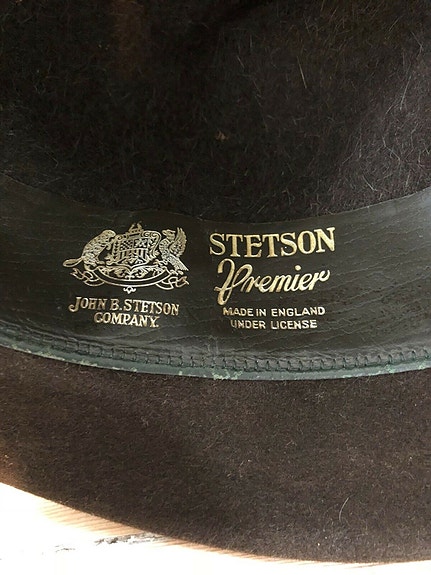 JOHN B. STETSON
COMPANY.
STETSON
Premier
MADE IN ENGLAND
UNDER LICENSE